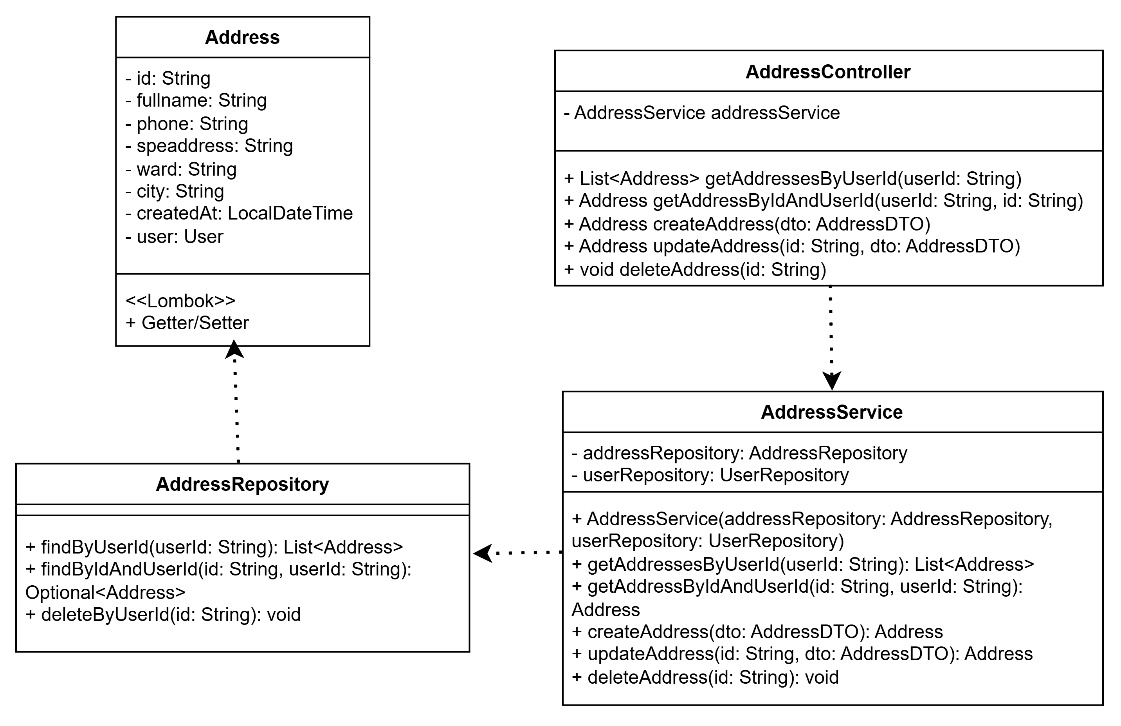 Address
- id: String
- fullname: String
- phone: String
- speaddress: String
- ward: String
- city: String
- createdAt: LocalDateTime
- user: User
<<Lombok>>
+ Getter/Setter
AddressController
- AddressService addressService
+ List<Address> getAddressesByUserId(userId: String)
+ Address getAddressByIdAndUserId(userId: String, id: String)
+ Address createAddress(dto: AddressDTO)
+ Address updateAddress(id: String, dto: AddressDTO)
+ void deleteAddress(id: String)
AddressRepository
+ findByUserId(userId: String): List<Address>
+ findByIdAndUserId(id: String, userId: String):
Optional<Address>
+ deleteByUserId(id: String): void
AddressService
- addressRepository: AddressRepository
- userRepository: UserRepository
+ AddressService(addressRepository: AddressRepository,
userRepository: UserRepository)
+ getAddressesByUserId(userId: String): List<Address>
+ getAddressByIdAndUserId(id: String, userId: String):
Address
+ createAddress(dto: AddressDTO): Address
+ updateAddress(id: String, dto: AddressDTO): Address
+ deleteAddress(id: String): void